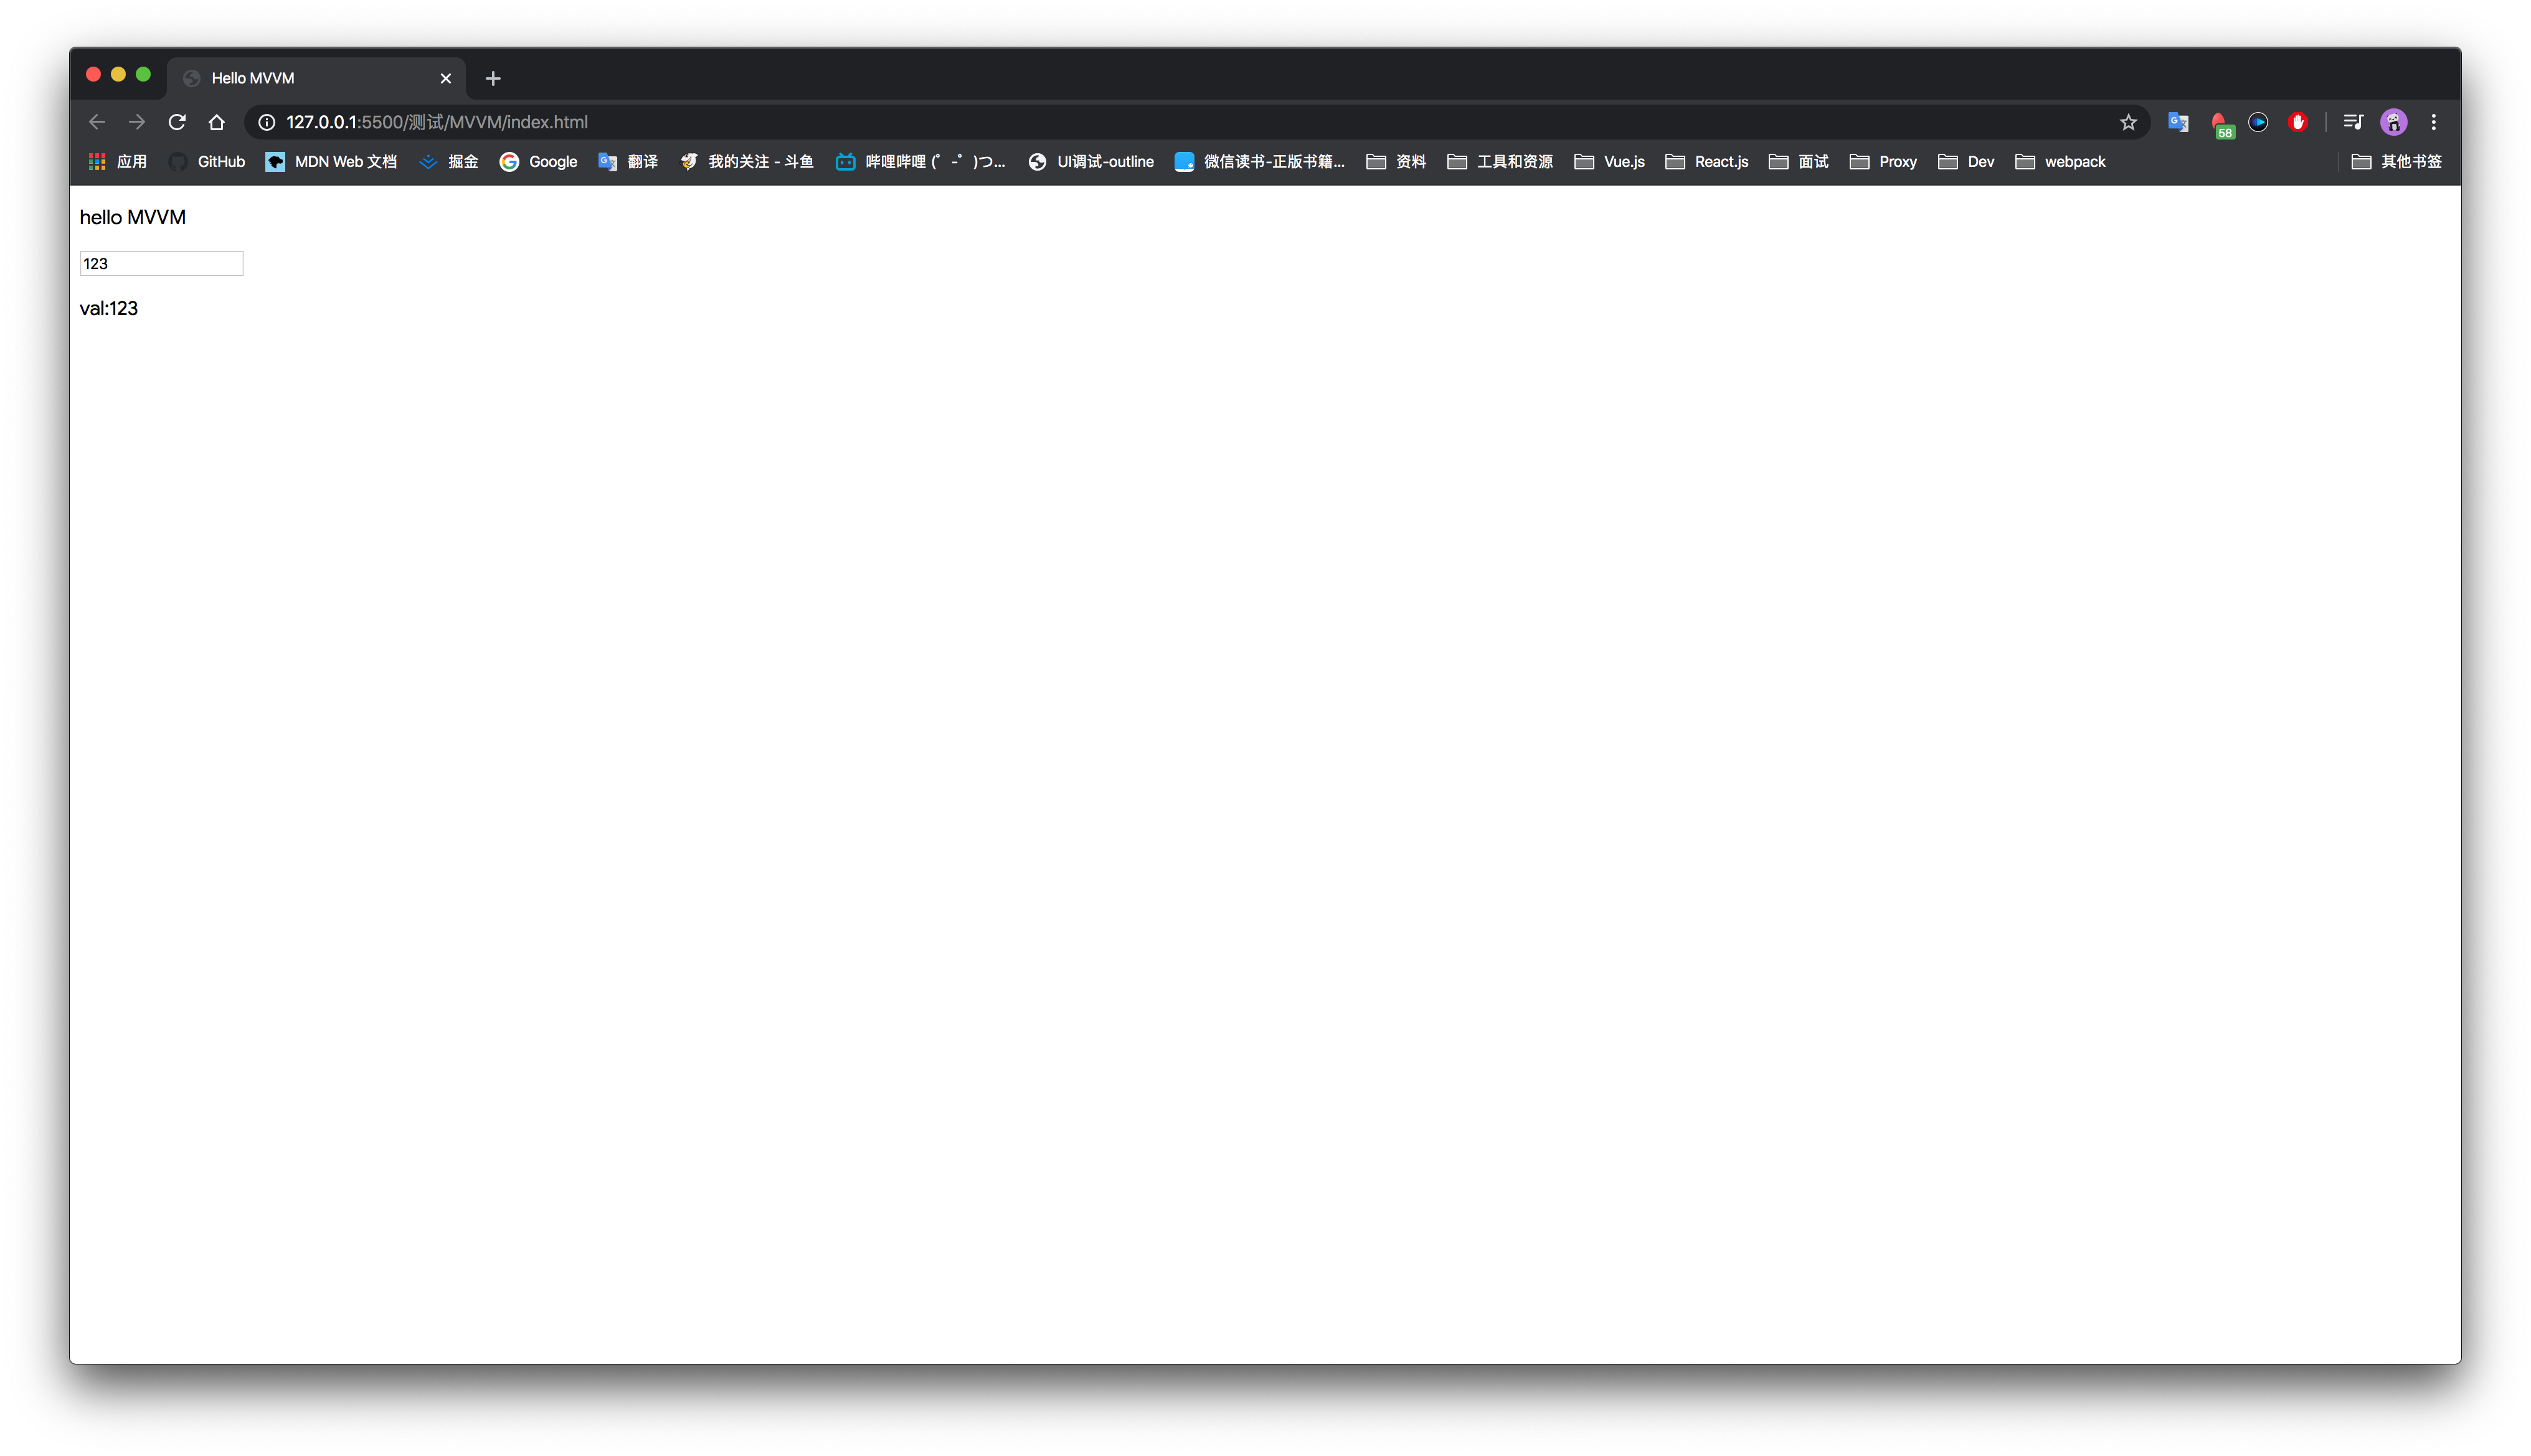 Hello MVVM
127.0.0.1:5500/测试/MVVM/index.html
58
应用 GitHub MDN Web 文档 掘金 Google 翻译 我的关注 - 斗鱼 哔哩哔哩 (゜-゜)つ... UI调试-outline 微信读书-正版书籍... 资料 工具和资源 Vue.js React.js 面试 Proxy Dev webpack 其他书签
hello MVVM
123
val:123